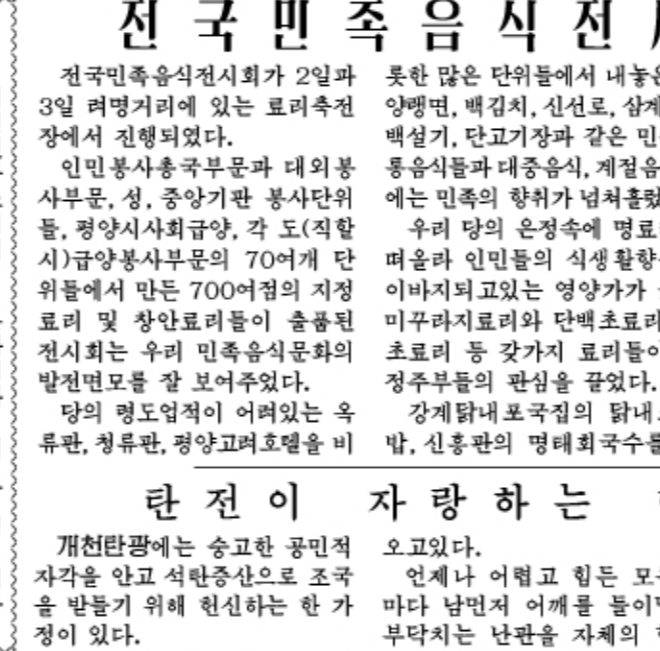 전국민족음식전
전국민족음식전시회가 2일과
3일 려명거리에 있는 료리축전
장에서 진행되였다.
인민봉사총국부문과 대외봉
사부문, 성, 중앙기관 봉사단위
들, 평양시사회급양, 각 도(직할
시)급양봉사부문의 70여개 단
위들에서 만든 700여점의 지정
료리 및 창안료리들이 출품된
전시회는 우리 민족음식문화의
발전면모를 잘 보여주었다.
당의 령도업적이 어려있는 옥
류관, 청류관, 평양고려호텔을 비
롯한 많은 단위들에서 내놓은
양랭면, 백김치, 신선로, 삼계
백설기, 단고기장과 같은 민
통음식들과 대중음식, 계절음
에는 민족의 향취가 넘쳐흘렀
우리 당의 은정속에 명료
떠올라 인민들의 식생활향
이바지되고있는 영양가가
미꾸라지료리와 단백초료리
초료리 등 갖가지 료리들이
정주부들의 관심을 끌었다.
강계닭내포국집의 닭내
밥, 신흥관의 명태회국수를
탄전이 자랑하는
개천탄광에는 숭고한 공민적
자각을 안고 석탄증산으로 조국
을 받들기 위해 헌신하는 한 가
정이 있다.
오고있다.
언제나 어렵고 힘든 모
마다 남먼저 어깨를 들이
부닥치는 난관을 자체의